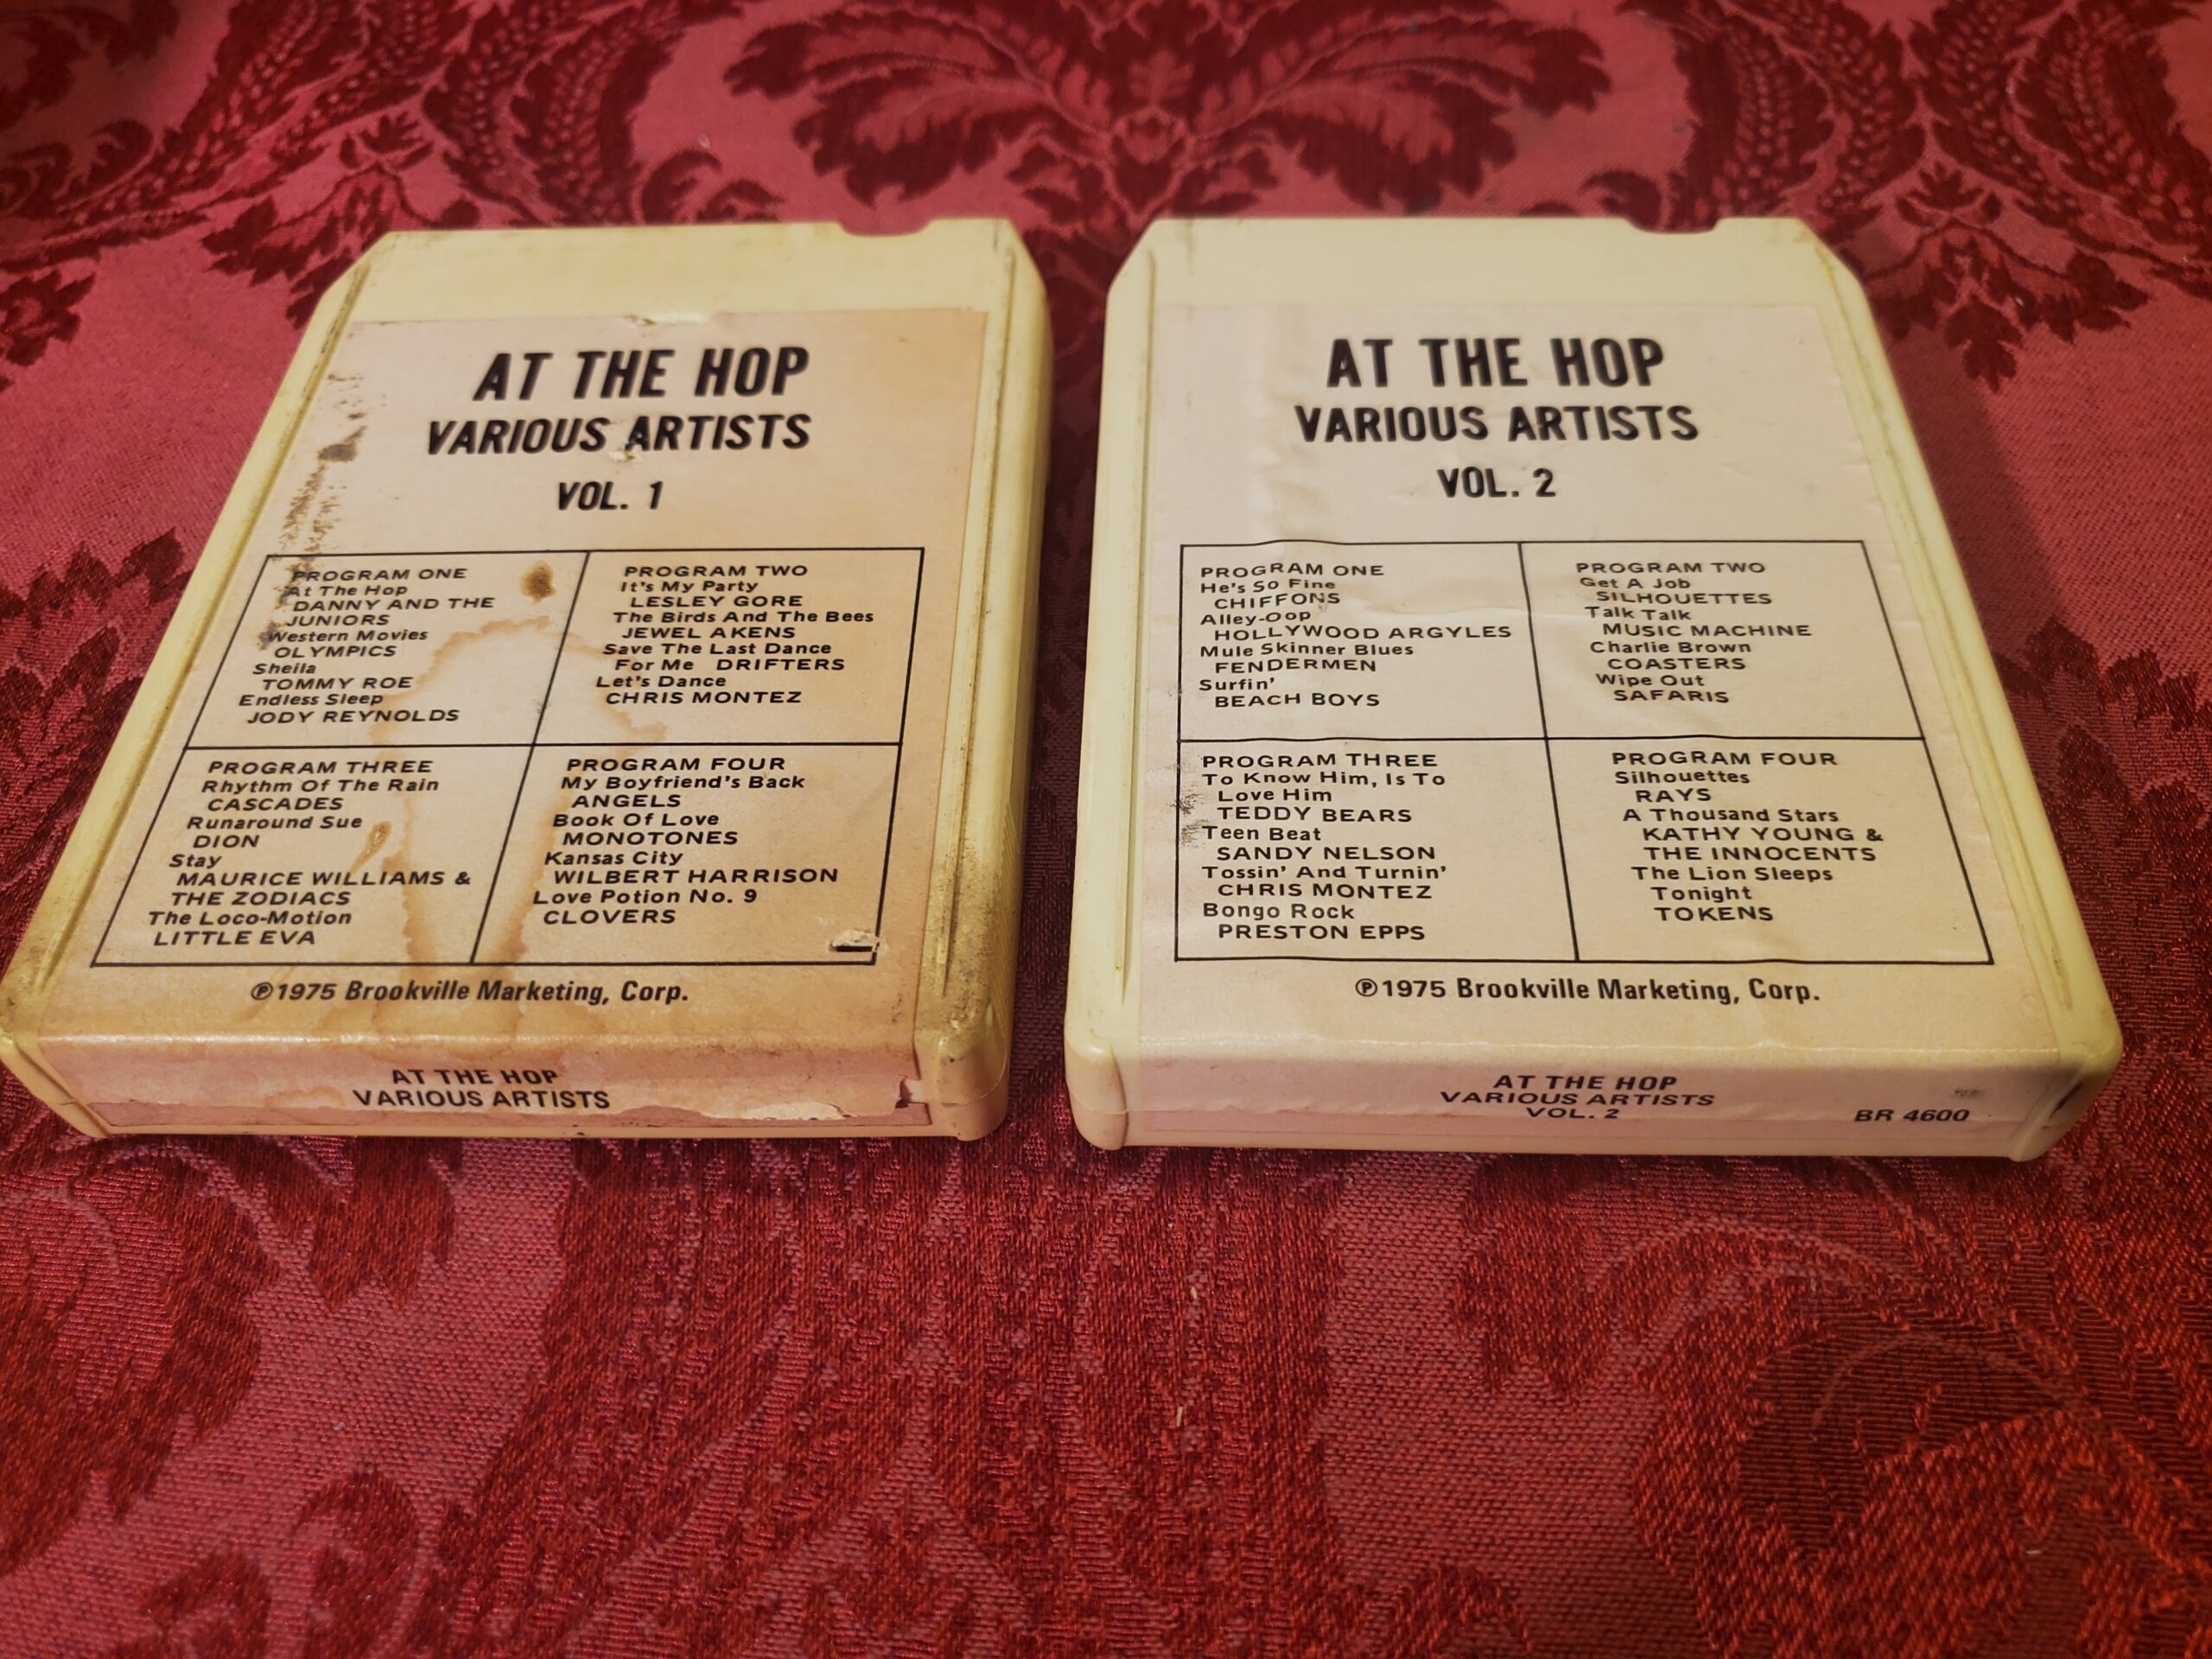 AT THE HOP
VARIOUS ARTISTS
VOL. 1
PROGRAM ONE
At The Hop
DANNY AND THE
JUNIORS
Western Movies
OLYMPICS
Sheila
TOMMY ROE
Endless Sleep
JODY REYNOLDS
PROGRAM TWO
It's My Party
LESLEY GORE
The Birds And The Bees
JEWEL AKENS
Save The Last Dance
For Me DRIFTERS
Let's Dance
CHRIS MONTEZ
PROGRAM THREE
Rhythm Of The Rain
CASCADES
Runaround Sue
DION
Stay
MAURICE WILLIAMS &
THE ZODIACS
The Loco-Motion
LITTLE EVA
PROGRAM FOUR
My Boyfriend's Back
ANGELS
Book Of Love
MONOTONES
Kansas City
WILBERT HARRISON
Love Potion No. 9
CLOVERS
℗1975 Brookville Marketing, Corp.
AT THE HOP
VARIOUS ARTISTS
AT THE HOP
VARIOUS ARTISTS
VOL. 2
PROGRAM ONE
He's So Fine
CHIFFONS
Alley-Oop
HOLLYWOOD ARGYLES
Mule Skinner Blues
FENDERMEN
Surfin'
BEACH BOYS
PROGRAM TWO
Get A Job
SILHOUETTES
Talk Talk
MUSIC MACHINE
Charlie Brown
COASTERS
Wipe Out
SAFARIS
PROGRAM THREE
To Know Him, Is To
Love Him
TEDDY BEARS
Teen Beat
SANDY NELSON
Tossin' And Turnin'
CHRIS MONTEZ
Bongo Rock
PRESTON EPPS
PROGRAM FOUR
Silhouettes
RAYS
A Thousand Stars
KATHY YOUNG &
THE INNOCENTS
The Lion Sleeps
Tonight
TOKENS
℗1975 Brookville Marketing, Corp.
AT THE HOP
VARIOUS ARTISTS
VOL. 2
BR 4600